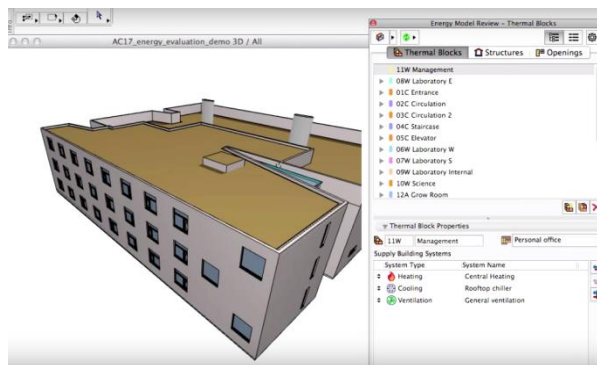 AC17_energy_evaluation_demo 3D / All
Energy Model Review - Thermal Blocks
Thermal Blocks Structures Openings
11W Management
08W Laboratory E
01C Entrance
02C Circulation
03C Circulation 2
04C Staircase
05C Elevator
06W Laboratory W
07W Laboratory S
09W Laboratory Internal
10W Science
12A Grow Room
Thermal Block Properties
11W Management Personal office
Supply Building Systems
System Type System Name
Heating Central Heating
Cooling Rooftop chiller
Ventilation General ventilation